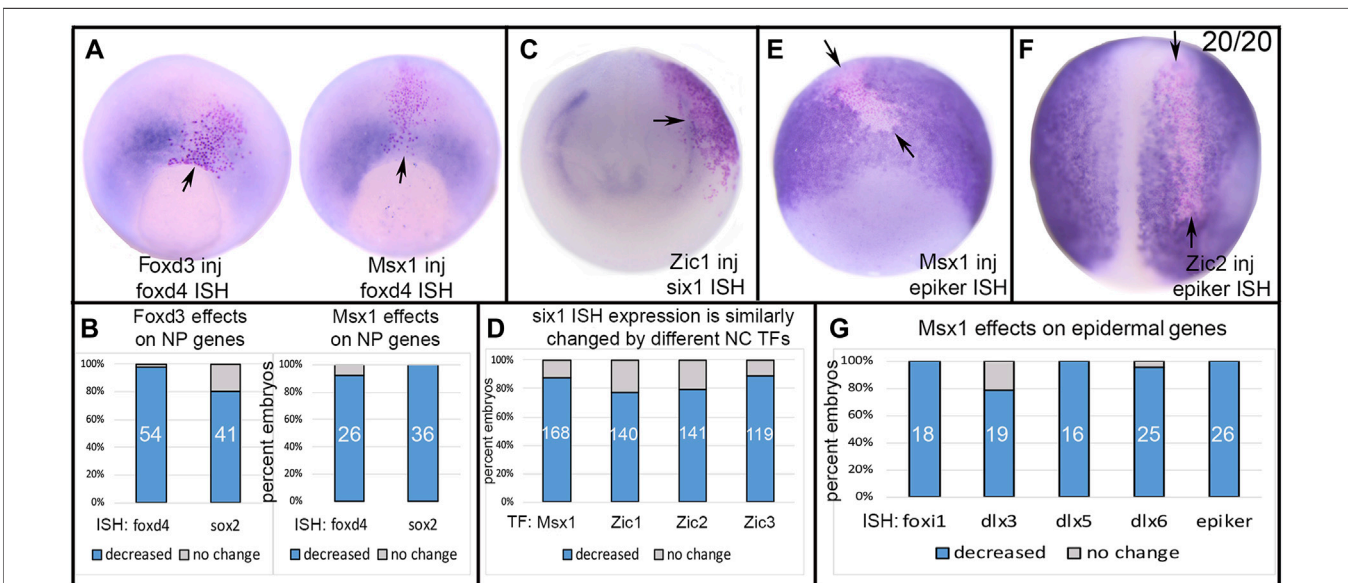 A
Foxd3 inj
foxd4 ISH
Msx1 inj
foxd4 ISH
C
Zic1 inj
six1 ISH
E
Msx1 inj
epiker ISH
F
20/20
Zic2 inj
epiker ISH
B
Foxd3 effects
on NP genes
100%
80%
60%
40%
20%
0%
54
41
ISH: foxd4 sox2
decreased no change
Msx1 effects
on NP genes
percent embryos
100%
80%
60%
40%
20%
0%
26
36
ISH: foxd4 sox2
decreased no change
D
six1 ISH expression is similarly
changed by different NC TFs
percent embryos
100%
80%
60%
40%
20%
0%
168
140
141
119
TF: Msx1 Zic1 Zic2 Zic3
decreased no change
G
Msx1 effects on epidermal genes
percent embryos
100%
80%
60%
40%
20%
0%
18
19
16
25
26
ISH: foxi1 dlx3 dlx5 dlx6 epiker
decreased no change